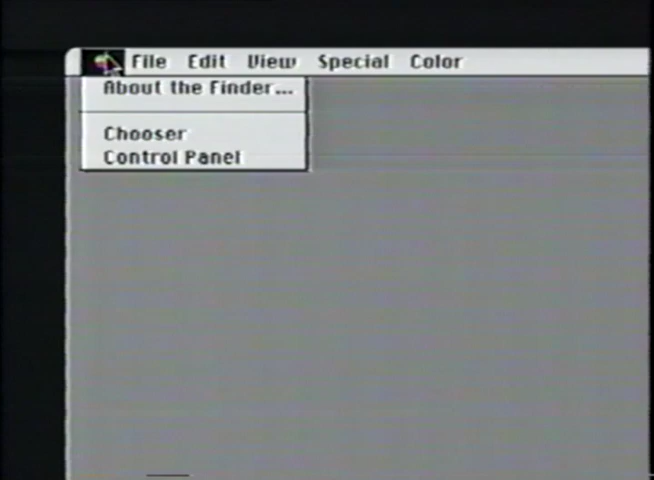 File Edit View Special Color
About the Finder...
Chooser
Control Panel